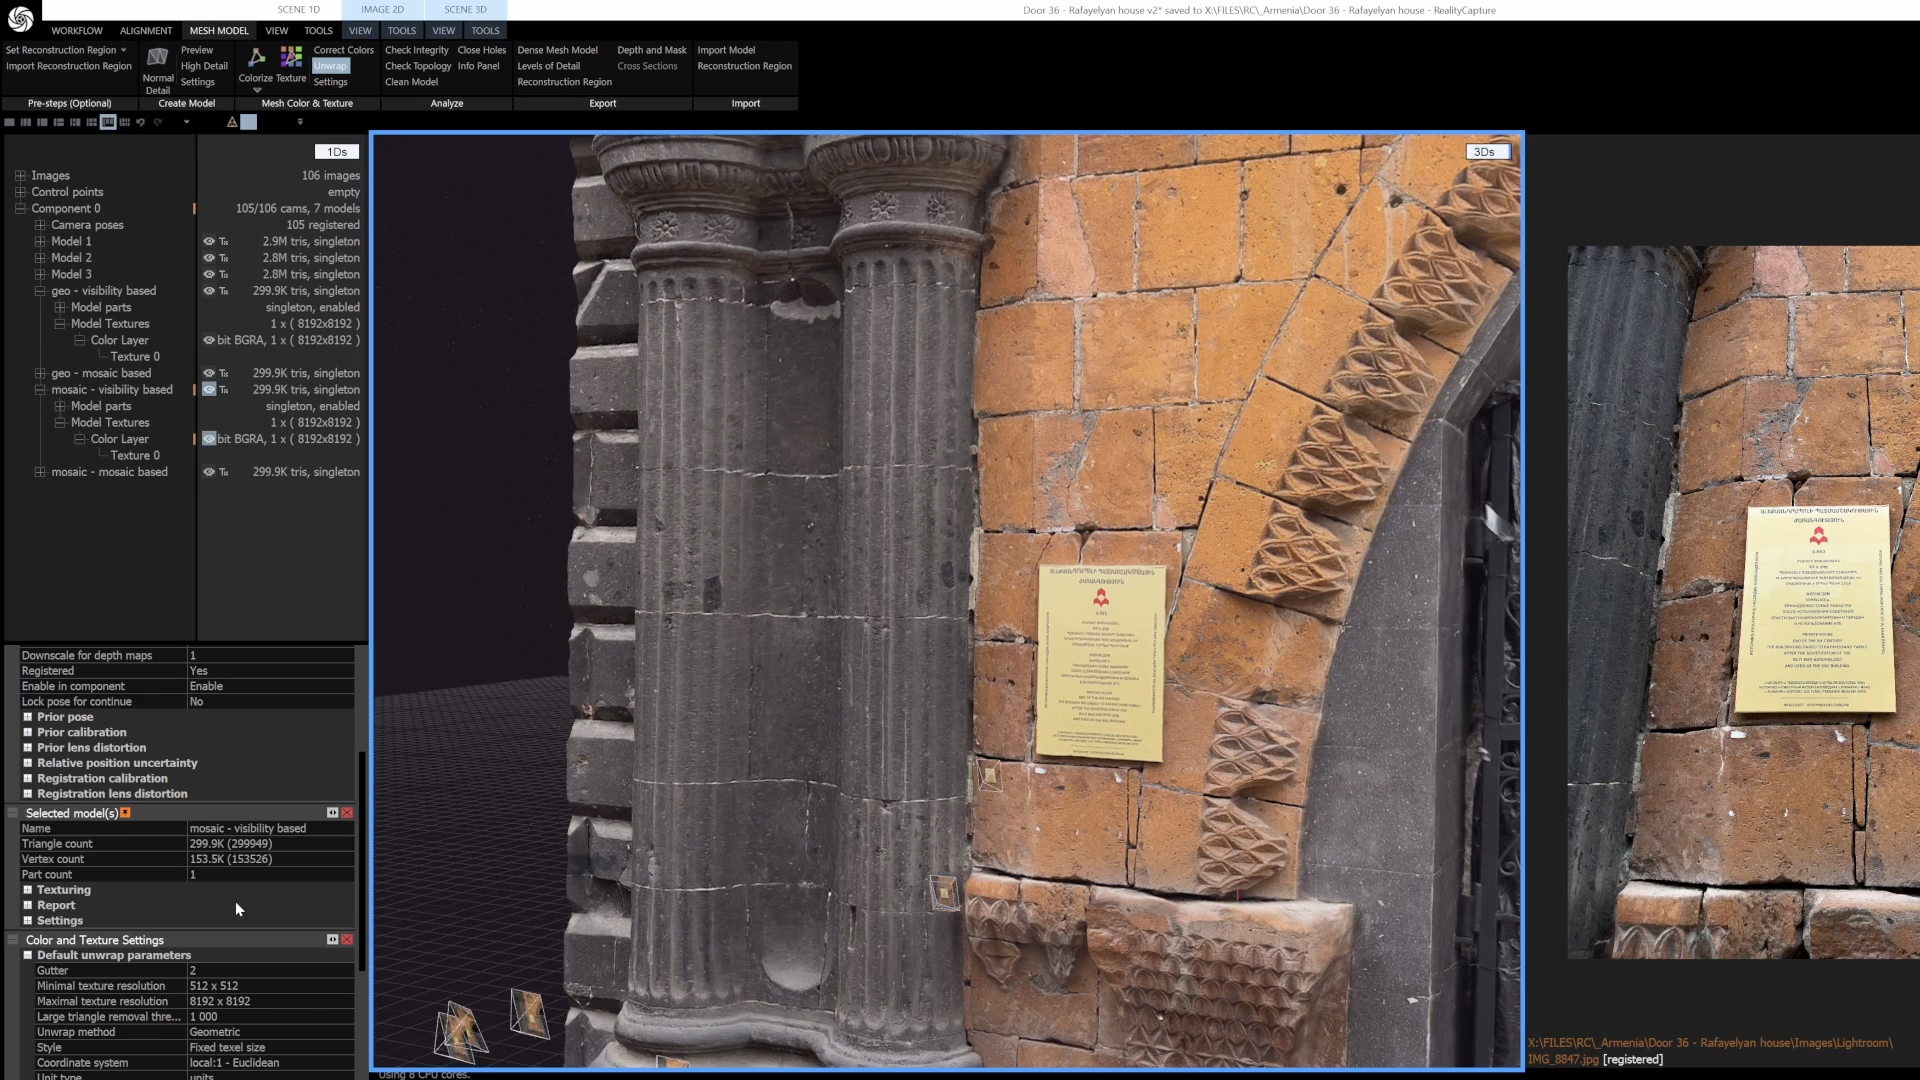 SCENE 1D
IMAGE 2D
SCENE 3D
Door 36 - Rafayelyan house v2* saved to X:\FILES\RC\_Armenia\Door 36 - Rafayelyan house - RealityCapture
WORKFLOW
ALIGNMENT
MESH MODEL
VIEW
TOOLS
VIEW
TOOLS
VIEW
TOOLS
Set Reconstruction Region
Import Reconstruction Region
Pre-steps (Optional)
Normal
Detail
Preview
High Detail
Settings
Create Model
Colorize
Texture
Correct Colors
Unwrap
Settings
Mesh Color & Texture
Check Integrity
Close Holes
Check Topology
Info Panel
Clean Model
Analyze
Dense Mesh Model
Depth and Mask
Levels of Detail
Cross Sections
Reconstruction Region
Export
Import Model
Reconstruction Region
Import
1Ds
3Ds
Images 106 images
Control points empty
Component 0 105/106 cams, 7 models
Camera poses 105 registered
Model 1 Tx 2.9M tris, singleton
Model 2 Tx 2.8M tris, singleton
Model 3 Tx 2.8M tris, singleton
geo - visibility based Tx 299.9K tris, singleton
Model parts singleton, enabled
Model Textures 1 x ( 8192x8192 )
Color Layer bit BGRA, 1 x ( 8192x8192 )
Texture 0
geo - mosaic based Tx 299.9K tris, singleton
mosaic - visibility based Tx 299.9K tris, singleton
Model parts singleton, enabled
Model Textures 1 x ( 8192x8192 )
Color Layer bit BGRA, 1 x ( 8192x8192 )
Texture 0
mosaic - mosaic based Tx 299.9K tris, singleton
Downscale for depth maps 1
Registered Yes
Enable in component Enable
Lock pose for continue No
Prior pose
Prior calibration
Prior lens distortion
Relative position uncertainty
Registration calibration
Registration lens distortion
Selected model(s)
Name mosaic - visibility based
Triangle count 299.9K (299949)
Vertex count 153.5K (153526)
Part count 1
Texturing
Report
Settings
Color and Texture Settings
Default unwrap parameters
Gutter 2
Minimal texture resolution 512 x 512
Maximal texture resolution 8192 x 8192
Large triangle removal thre... 1 000
Unwrap method Geometric
Style Fixed texel size
Coordinate system local:1 - Euclidean
Unit type units
Using 8 CPU cores.
PRIVATE HOUSE
X:\FILES\RC\_Armenia\Door 36 - Rafayelyan house\Images\Lightroom\
IMG_8847.jpg [registered]